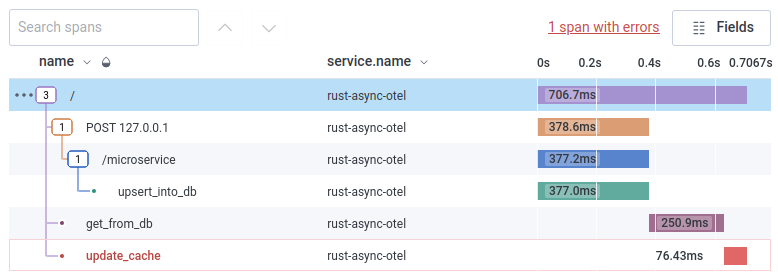 Search spans
1 span with errors
Fields
name service.name 0s 0.2s 0.4s 0.6s 0.7067s
3 / rust-async-otel 706.7ms
1 POST 127.0.0.1 rust-async-otel 378.6ms
1 /microservice rust-async-otel 377.2ms
upsert_into_db rust-async-otel 377.0ms
get_from_db rust-async-otel 250.9ms
update_cache rust-async-otel 76.43ms